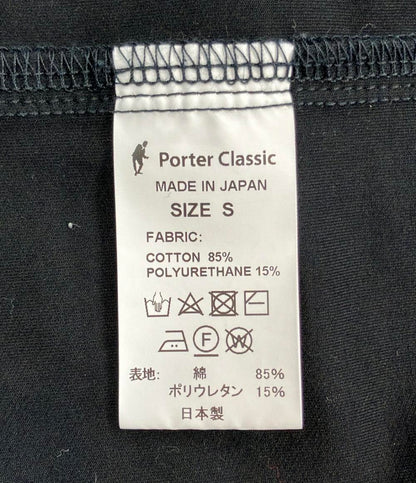 Porter Classic
MADE IN JAPAN
SIZE S
FABRIC:
COTTON 85%
POLYURETHANE 15%
F W
表地: 綿 85%
ポリウレタン 15%
日本製